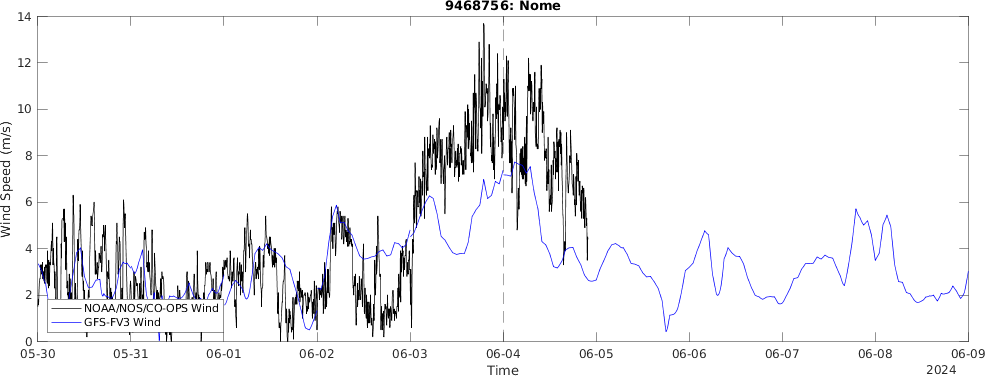 9468756: Nome
Wind Speed (m/s)
14
12
10
8
6
4
2
0
NOAA/NOS/CO-OPS Wind
GFS-FV3 Wind
05-30 05-31 06-01 06-02 06-03 06-04 06-05 06-06 06-07 06-08 06-09
Time
2024